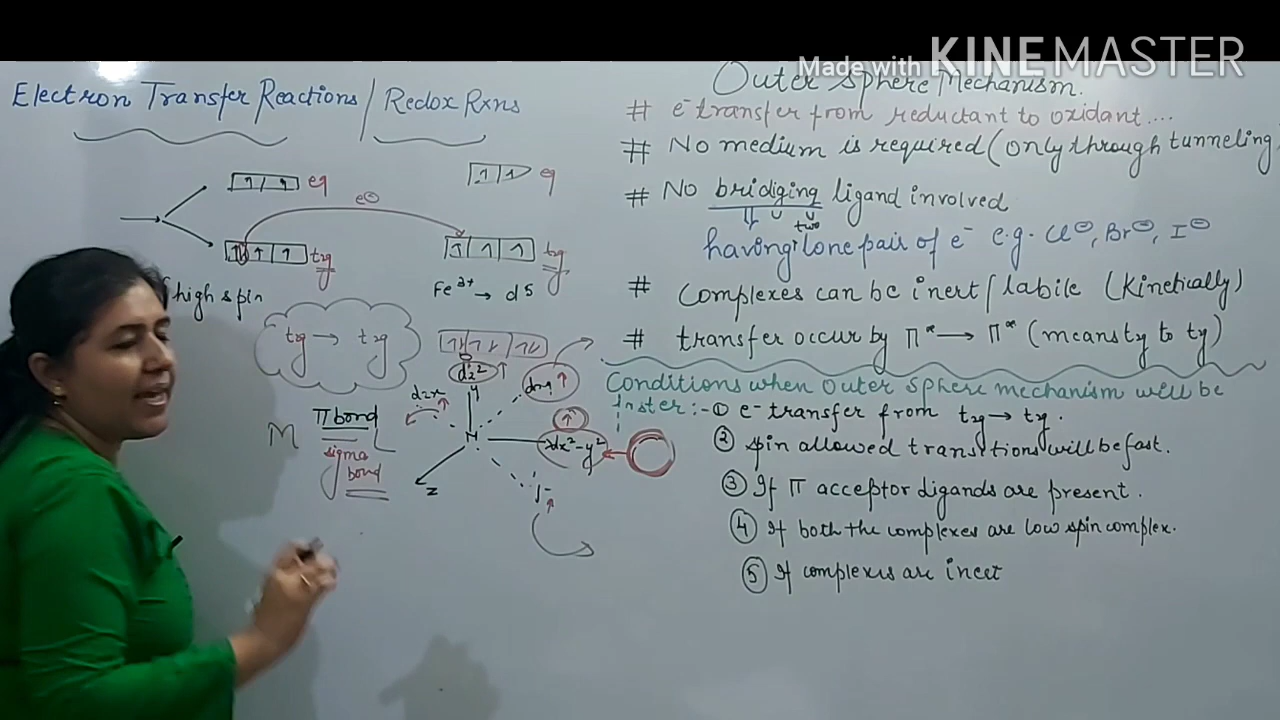 Made with KINEMASTER
Electron Transfer Reactions / Redox Rxns
eg
eg
e⊖
t2g
t2g
high spin
Fe3+ → d5
t2g → t2g
dz2
dxy
dzx
y
M
dx2-y2
z
M
π bond
sigma
bond
Outer Sphere Mechanism.
# e- transfer from reductant to oxidant....
# No medium is required (only through tunneling)
# No bridging ligand involved
two
having lone pair of e- e.g. Cl⊖, Br⊖, I⊖
# Complexes can be inert/labile (Kinetically)
# transfer occur by π* → π* (means t2g to t2g)
Conditions when outer sphere mechanism will be
faster :- ① e- transfer from t2g → t2g.
② spin allowed transitions will be fast.
③ If π acceptor ligands are present.
④ If both the complexes are low spin complex.
⑤ If complexes are inert